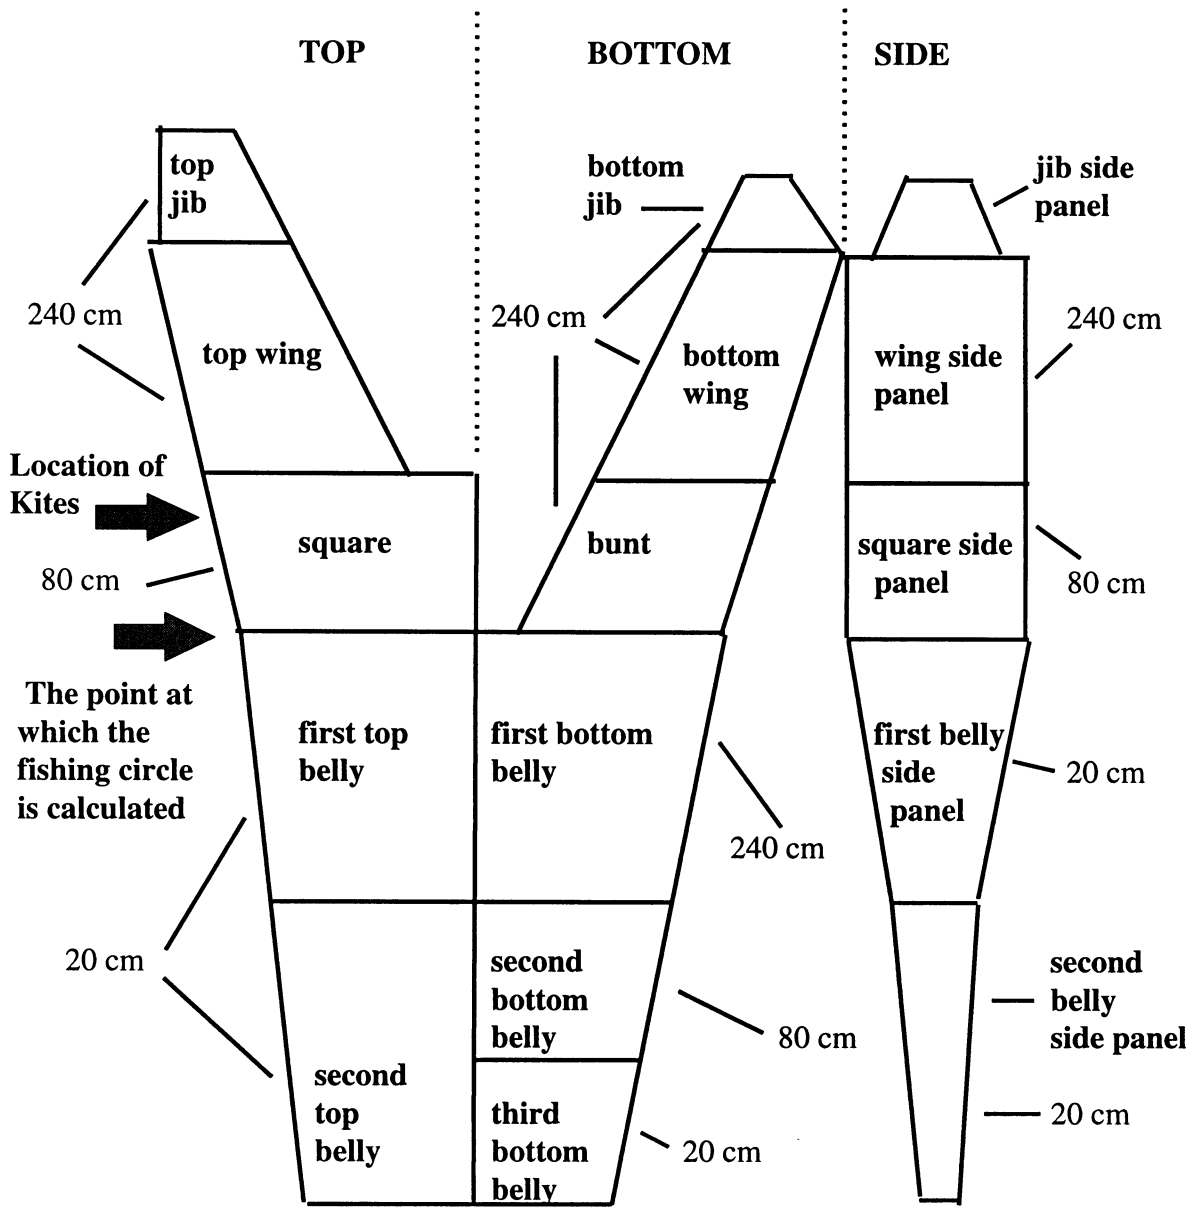 TOP
BOTTOM
SIDE
top
jib
bottom
jib
jib side
panel
240 cm
240 cm
240 cm
top wing
bottom
wing
wing side
panel
Location of
Kites
square
bunt
square side
panel
80 cm
80 cm
The point at
which the
fishing circle
is calculated
first top
belly
first bottom
belly
first belly
side
panel
20 cm
240 cm
20 cm
second
bottom
belly
second
belly
side panel
80 cm
second
top
belly
third
bottom
belly
20 cm
20 cm